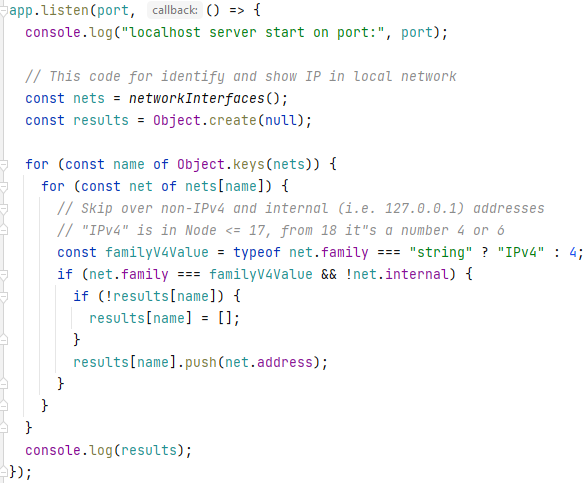 app.listen(port, callback: () => {
  console.log("localhost server start on port:", port);

  // This code for identify and show IP in local network
  const nets = networkInterfaces();
  const results = Object.create(null);

  for (const name of Object.keys(nets)) {
    for (const net of nets[name]) {
      // Skip over non-IPv4 and internal (i.e. 127.0.0.1) addresses
      // "IPv4" is in Node <= 17, from 18 it"s a number 4 or 6
      const familyV4Value = typeof net.family === "string" ? "IPv4" : 4;
      if (net.family === familyV4Value && !net.internal) {
        if (!results[name]) {
          results[name] = [];
        }
        results[name].push(net.address);
      }
    }
  }
  console.log(results);
});